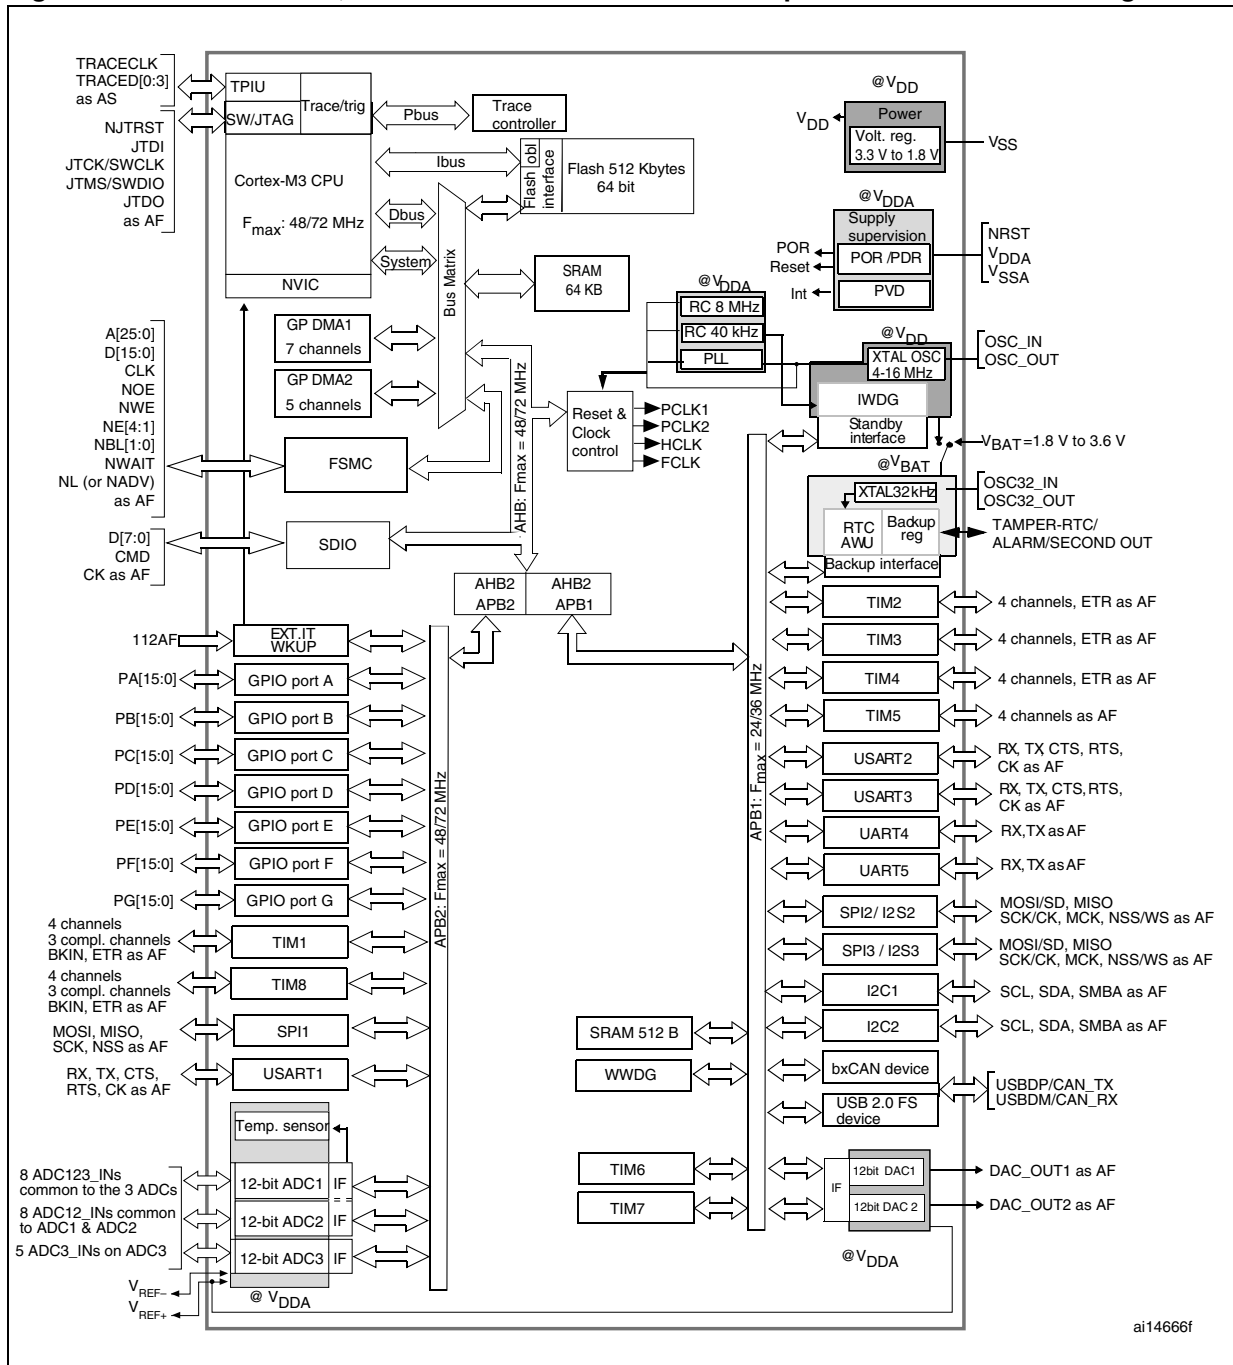 TRACECLK
TRACED[0:3]
as AS
NJTRST
JTDI
JTCK/SWCLK
JTMS/SWDIO
JTDO
as AF
TPIU
SW/JTAG
Trace/trig
Cortex-M3 CPU
Fmax: 48/72 MHz
NVIC
Pbus
Trace
controller
Ibus
Flash obl
interface
Flash 512 Kbytes
64 bit
Dbus
System
Bus Matrix
SRAM
64 KB
GP DMA1
7 channels
GP DMA2
5 channels
@VDD
VDD
Power
Volt. reg.
3.3 V to 1.8 V
VSS
@VDDA
Supply
supervision
POR
Reset
Int
POR /PDR
PVD
NRST
VDDA
VSSA
@VDDA
RC 8 MHz
RC 40 kHz
PLL
@VDD
XTAL OSC
4-16 MHz
OSC_IN
OSC_OUT
IWDG
Standby
interface
VBAT=1.8 V to 3.6 V
Reset &
Clock
control
PCLK1
PCLK2
HCLK
FCLK
@VBAT
XTAL32kHz
OSC32_IN
OSC32_OUT
RTC
AWU
Backup
reg
TAMPER-RTC/
ALARM/SECOND OUT
Backup interface
A[25:0]
D[15:0]
CLK
NOE
NWE
NE[4:1]
NBL[1:0]
NWAIT
NL (or NADV)
as AF
FSMC
D[7:0]
CMD
CK as AF
SDIO
AHB: Fmax = 48/72 MHz
AHB2
APB2
AHB2
APB1
112AF
EXT.IT
WKUP
PA[15:0]
GPIO port A
PB[15:0]
GPIO port B
PC[15:0]
GPIO port C
PD[15:0]
GPIO port D
PE[15:0]
GPIO port E
PF[15:0]
GPIO port F
PG[15:0]
GPIO port G
4 channels
3 compl. channels
BKIN, ETR as AF
TIM1
4 channels
3 compl. channels
BKIN, ETR as AF
TIM8
MOSI, MISO,
SCK, NSS as AF
SPI1
RX, TX, CTS,
RTS, CK as AF
USART1
APB2: Fmax = 48/72 MHz
Temp. sensor
8 ADC123_INs
common to the 3 ADCs
12-bit ADC1
IF
8 ADC12_INs common
to ADC1 & ADC2
12-bit ADC2
IF
5 ADC3_INs on ADC3
12-bit ADC3
IF
VREF–
VREF+
@ VDDA
APB1: Fmax = 24/36 MHz
TIM2
4 channels, ETR as AF
TIM3
4 channels, ETR as AF
TIM4
4 channels, ETR as AF
TIM5
4 channels as AF
USART2
RX, TX CTS, RTS,
CK as AF
USART3
RX, TX, CTS, RTS,
CK as AF
UART4
RX,TX as AF
UART5
RX, TX as AF
SPI2/ I2S2
MOSI/SD, MISO
SCK/CK, MCK, NSS/WS as AF
SPI3 / I2S3
MOSI/SD, MISO
SCK/CK, MCK, NSS/WS as AF
I2C1
SCL, SDA, SMBA as AF
I2C2
SCL, SDA, SMBA as AF
SRAM 512 B
WWDG
bxCAN device
USB 2.0 FS
device
USBDP/CAN_TX
USBDM/CAN_RX
TIM6
TIM7
IF
12bit DAC1
DAC_OUT1 as AF
12bit DAC 2
DAC_OUT2 as AF
@VDDA
ai14666f